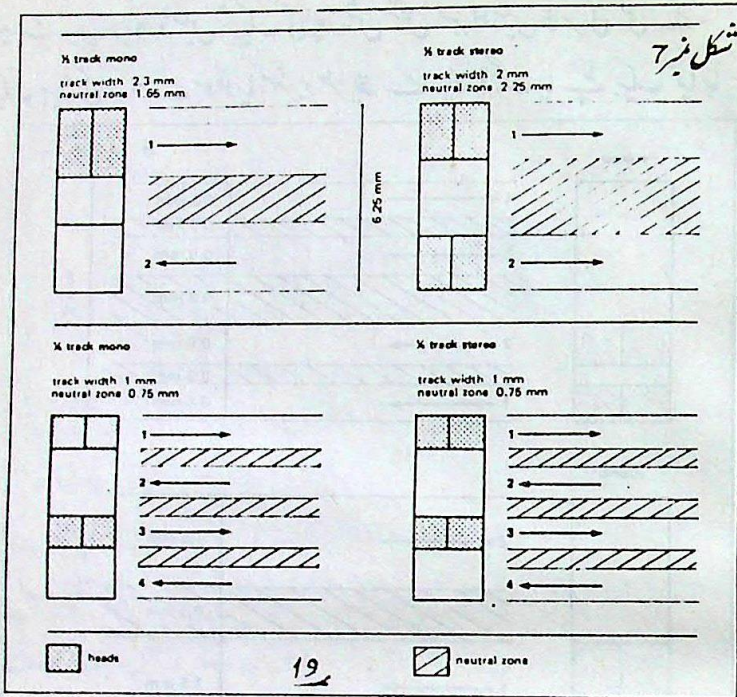 شکل نمبر 7
½ track mono
track width 2.3 mm
neutral zone 1.65 mm
1
2
6.25 mm
½ track stereo
track width 2 mm
neutral zone 2.25 mm
1
2
¼ track mono
track width 1 mm
neutral zone 0.75 mm
1
2
3
4
¼ track stereo
track width 1 mm
neutral zone 0.75 mm
1
2
3
4
heads
19
neutral zone